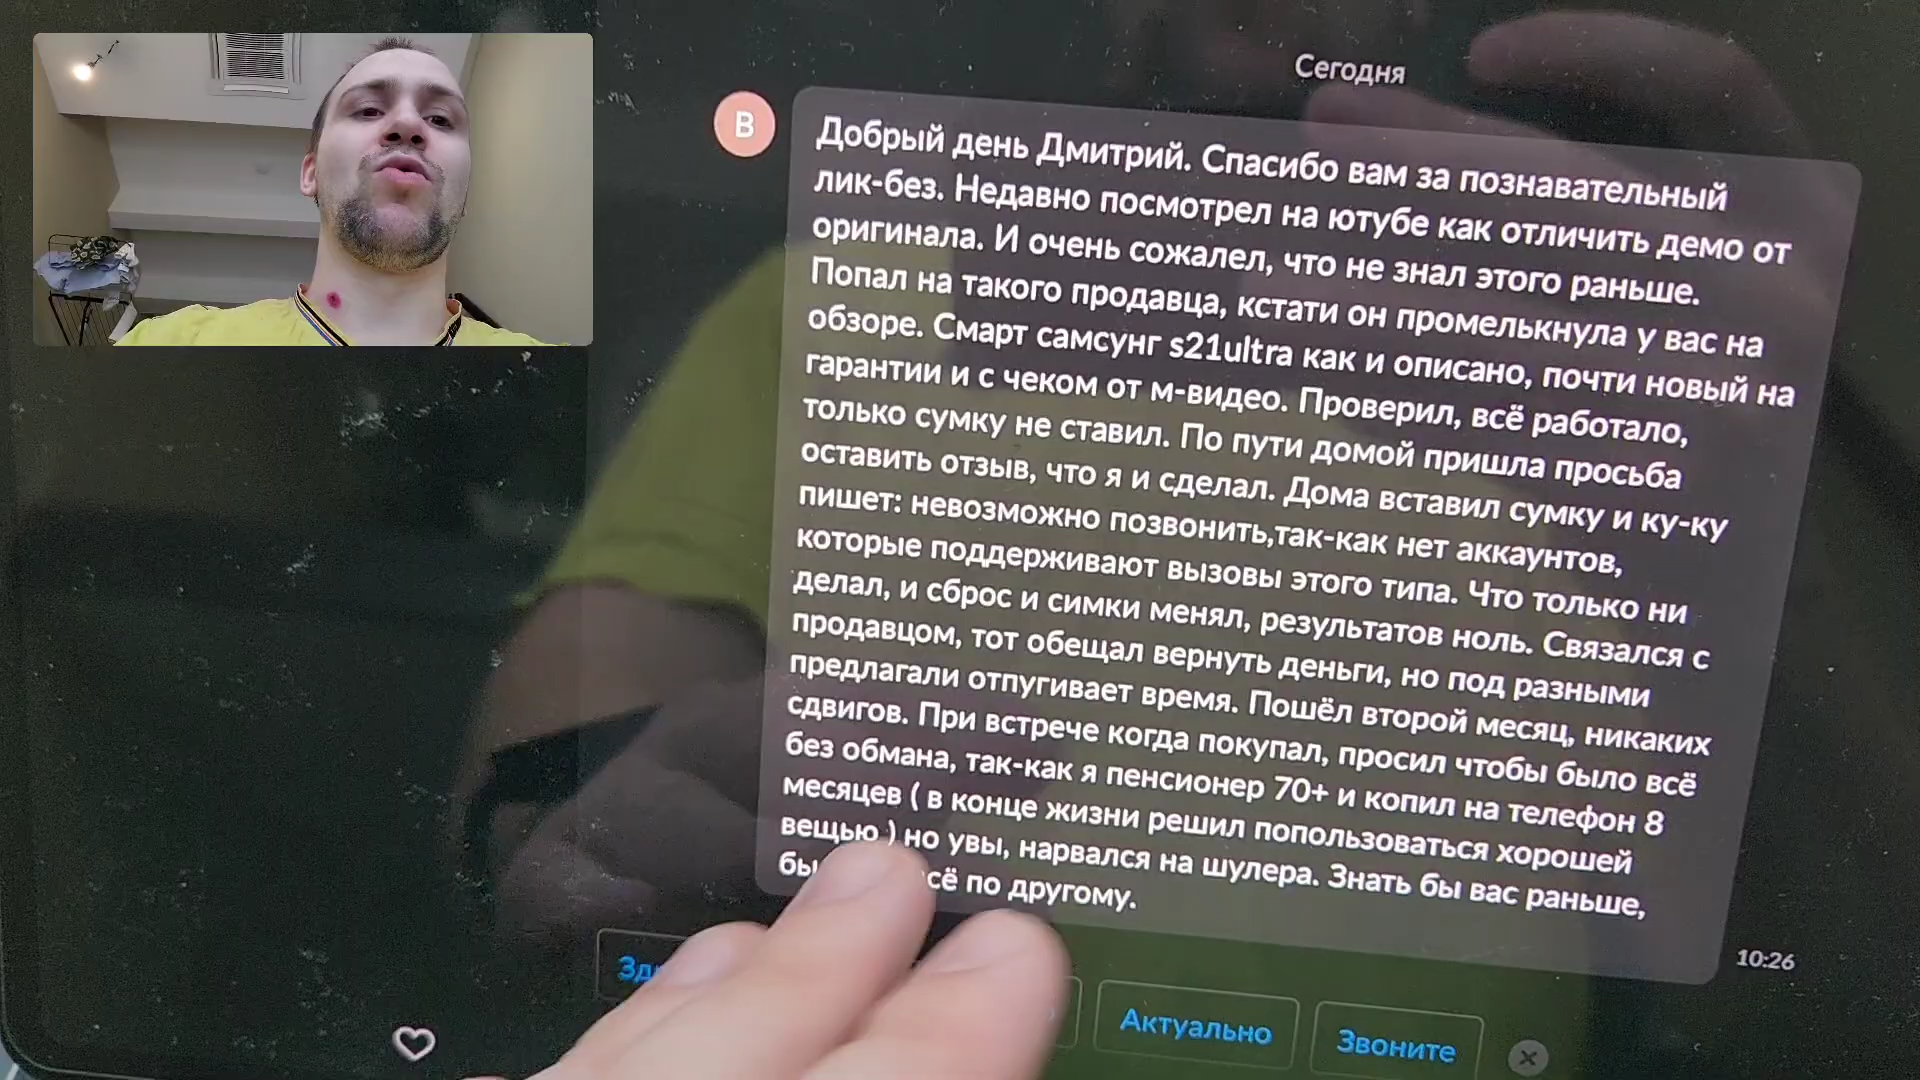 Сегодня
В
Добрый день Дмитрий. Спасибо вам за познавательный
лик-без. Недавно посмотрел на ютубе как отличить демо от
оригинала. И очень сожалел, что не знал этого раньше.
Попал на такого продавца, кстати он промелькнула у вас на
обзоре. Смарт самсунг s21ultra как и описано, почти новый на
гарантии и с чеком от м-видео. Проверил, всё работало,
только сумку не ставил. По пути домой пришла просьба
оставить отзыв, что я и сделал. Дома вставил сумку и ку-ку
пишет: невозможно позвонить,так-как нет аккаунтов,
которые поддерживают вызовы этого типа. Что только ни
делал, и сброс и симки менял, результатов ноль. Связался с
продавцом, тот обещал вернуть деньги, но под разными
предлагали отпугивает время. Пошёл второй месяц, никаких
сдвигов. При встрече когда покупал, просил чтобы было всё
без обмана, так-как я пенсионер 70+ и копил на телефон 8
месяцев ( в конце жизни решил попользоваться хорошей
вещью ) но увы, нарвался на шулера. Знать бы вас раньше,
по другому.
10:26
Актуально
Звоните